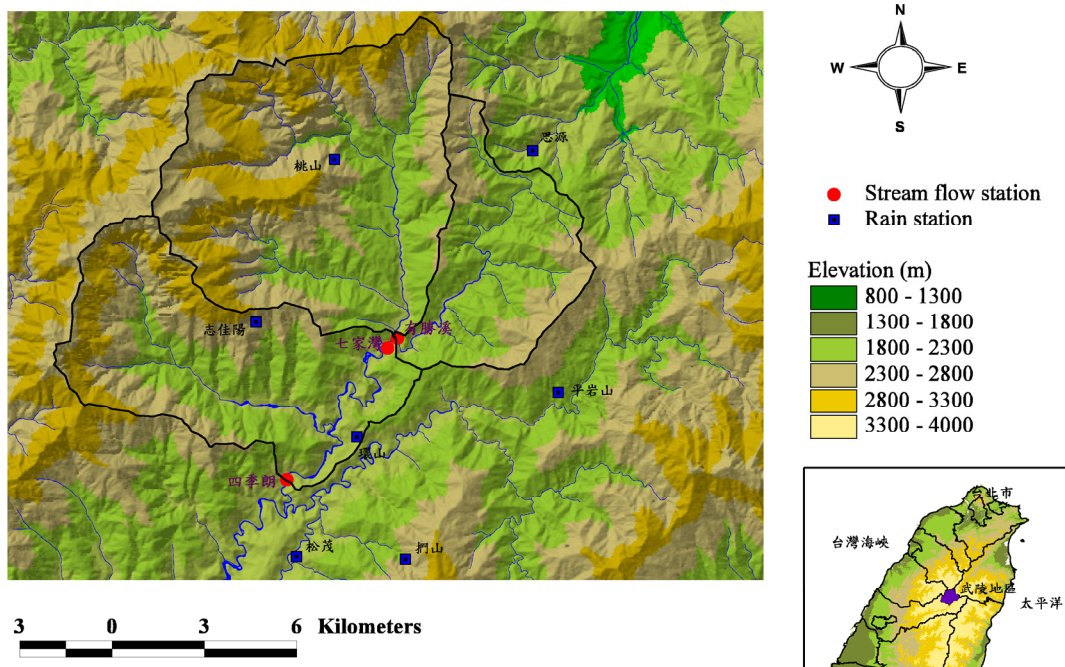 思源
桃山
志佳陽
有勝溪
七家灣
平岩山
環山
四季朗
松茂
捫山
3 0 3 6 Kilometers
N
W E
S
Stream flow station
Rain station
Elevation (m)
800 - 1300
1300 - 1800
1800 - 2300
2300 - 2800
2800 - 3300
3300 - 4000
台北市
台灣海峽
武陵地區
太平洋